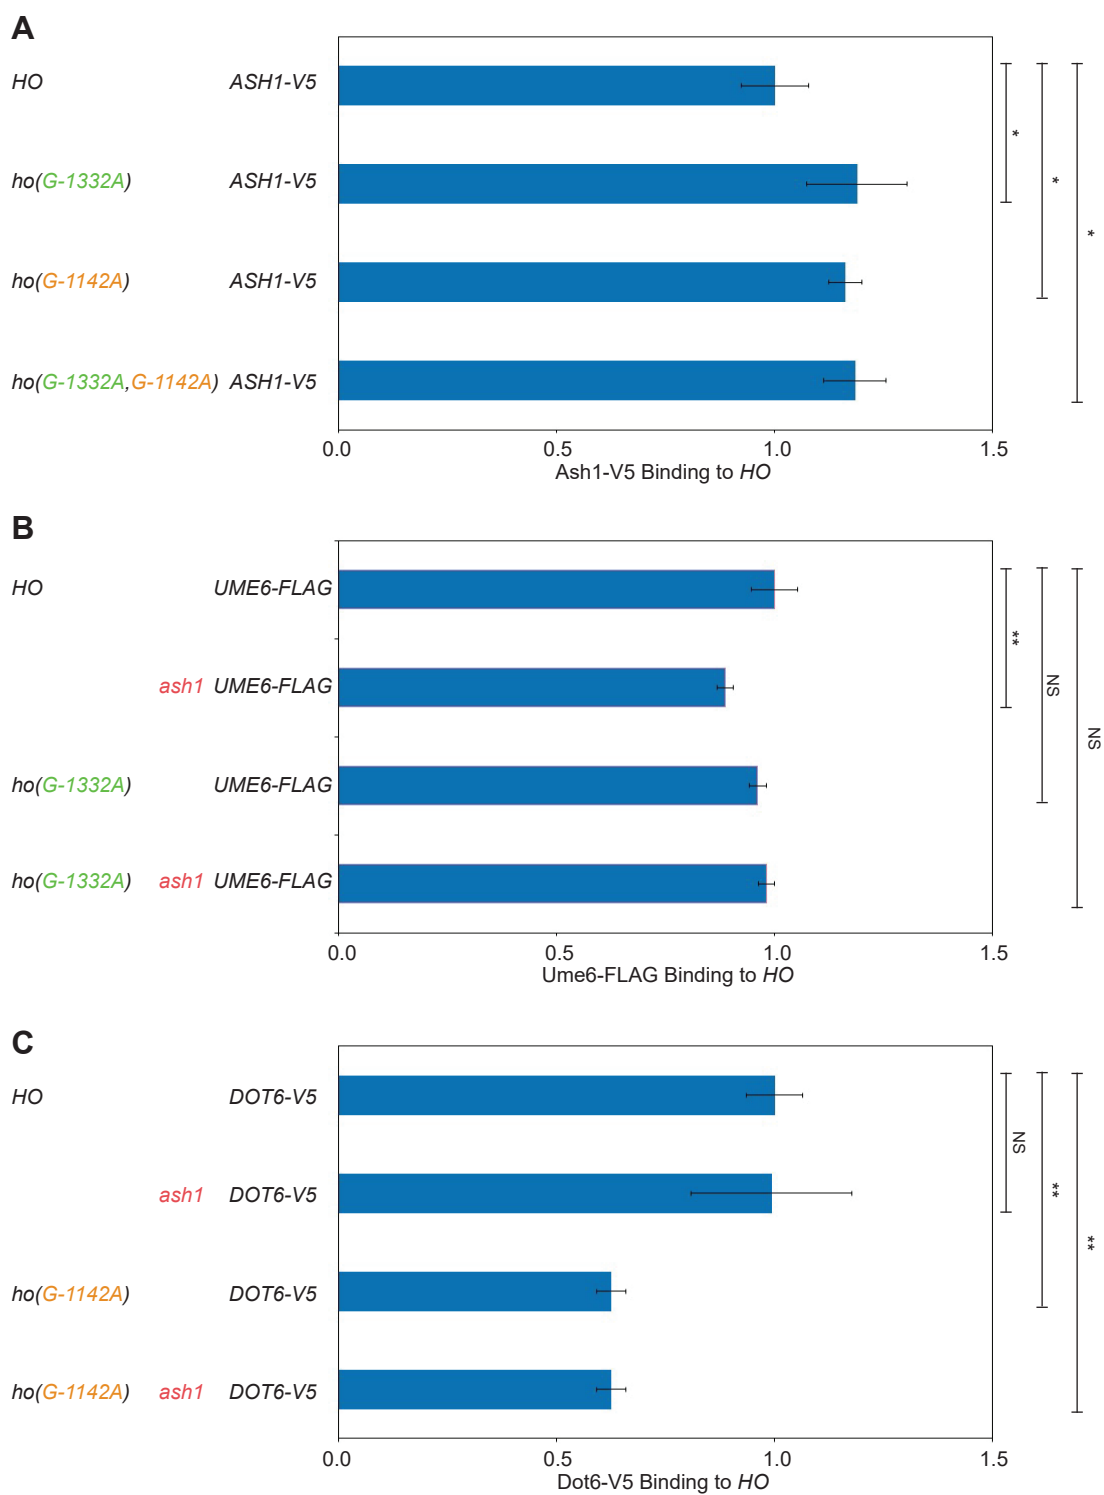 A
HO ASH1-V5
*
ho(G-1332A) ASH1-V5
*
*
ho(G-1142A) ASH1-V5
ho(G-1332A,G-1142A) ASH1-V5
0.0 0.5 1.0 1.5
Ash1-V5 Binding to HO
B
HO UME6-FLAG
**
ash1 UME6-FLAG
NS
NS
ho(G-1332A) UME6-FLAG
ho(G-1332A) ash1 UME6-FLAG
0.0 0.5 1.0 1.5
Ume6-FLAG Binding to HO
C
HO DOT6-V5
NS
ash1 DOT6-V5
**
**
ho(G-1142A) DOT6-V5
ho(G-1142A) ash1 DOT6-V5
0.0 0.5 1.0 1.5
Dot6-V5 Binding to HO